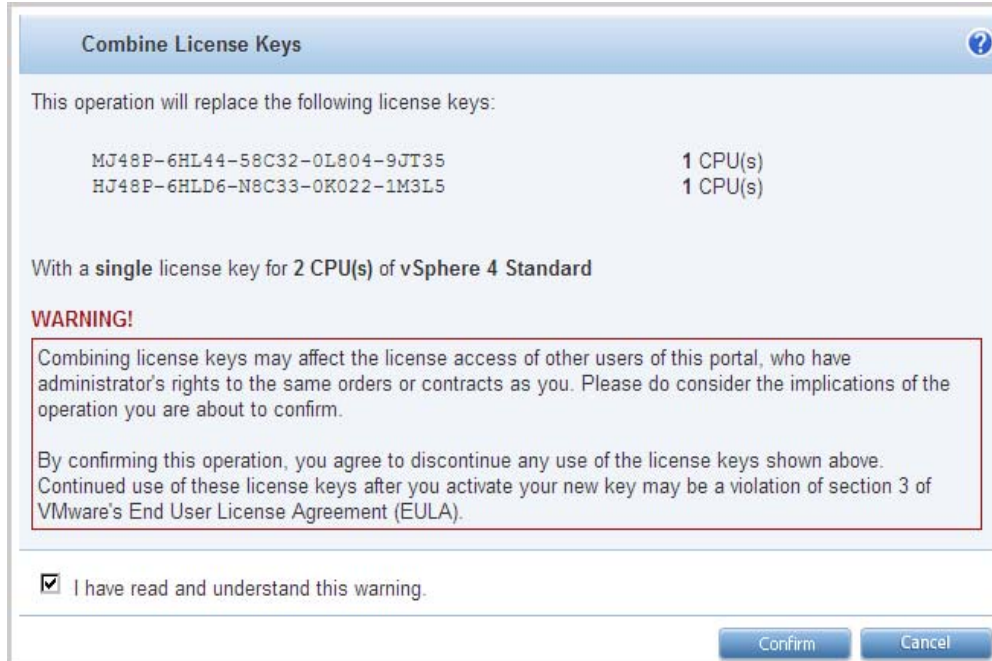 Combine License Keys
?
This operation will replace the following license keys:
MJ48P-6HL44-58C32-0L804-9JT35 1 CPU(s)
HJ48P-6HLD6-N8C33-0K022-1M3L5 1 CPU(s)
With a single license key for 2 CPU(s) of vSphere 4 Standard
WARNING!
Combining license keys may affect the license access of other users of this portal, who have
administrator's rights to the same orders or contracts as you. Please do consider the implications of the
operation you are about to confirm.
By confirming this operation, you agree to discontinue any use of the license keys shown above.
Continued use of these license keys after you activate your new key may be a violation of section 3 of
VMware's End User License Agreement (EULA).
I have read and understand this warning.
Confirm Cancel